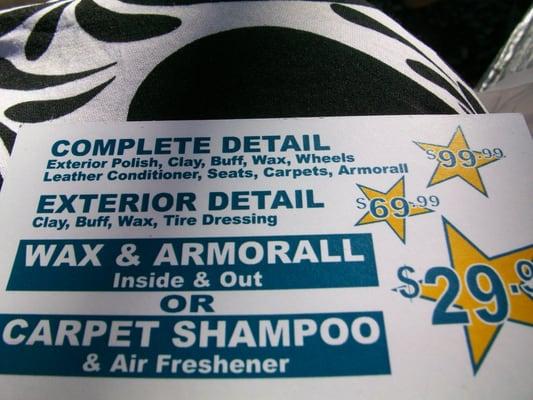 COMPLETE DETAIL
Exterior Polish, Clay, Buff, Wax, Wheels
Leather Conditioner, Seats, Carpets, Armorall
$99.99
EXTERIOR DETAIL
Clay, Buff, Wax, Tire Dressing
$69.99
WAX & ARMORALL
Inside & Out
OR
CARPET SHAMPOO
& Air Freshener
$29.